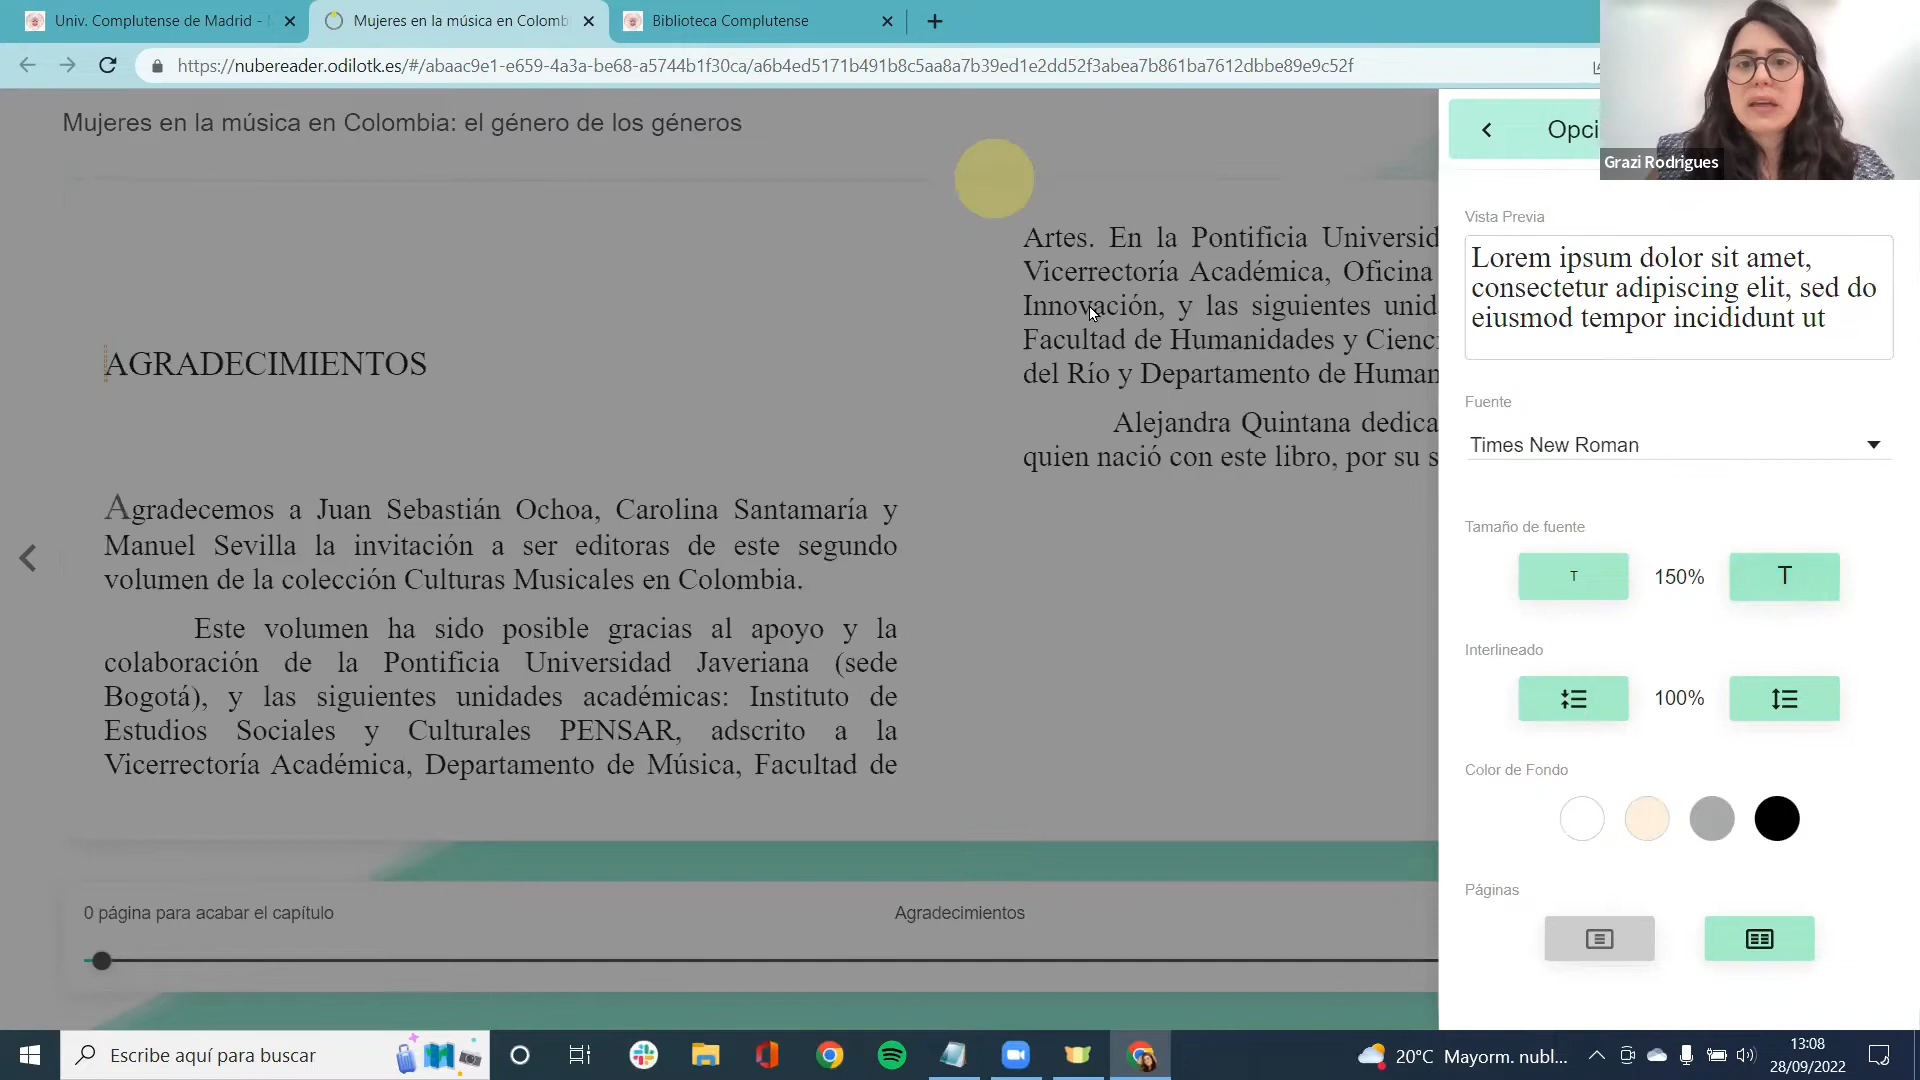 Univ. Complutense de Madrid -
Mujeres en la música en Colomb
Biblioteca Complutense
https://nubereader.odilotk.es/#/abaac9e1-e659-4a3a-be68-a5744b1f30ca/a6b4ed5171b491b8c5aa8a7b39ed1e2dd52f3abea7b861ba7612dbbe89e9c52f
Grazi Rodrigues
Mujeres en la música en Colombia: el género de los géneros
AGRADECIMIENTOS
Agradecemos a Juan Sebastián Ochoa, Carolina Santamaría y
Manuel Sevilla la invitación a ser editoras de este segundo
volumen de la colección Culturas Musicales en Colombia.
Este volumen ha sido posible gracias al apoyo y la
colaboración de la Pontificia Universidad Javeriana (sede
Bogotá), y las siguientes unidades académicas: Instituto de
Estudios Sociales y Culturales PENSAR, adscrito a la
Vicerrectoría Académica, Departamento de Música, Facultad de
Artes. En la Pontificia Universid
Vicerrectoría Académica, Oficina
Innovación, y las siguientes unid
Facultad de Humanidades y Cienci
del Río y Departamento de Human
Alejandra Quintana dedica
quien nació con este libro, por su s
0 página para acabar el capítulo
Agradecimientos
Opci
Vista Previa
Lorem ipsum dolor sit amet,
consectetur adipiscing elit, sed do
eiusmod tempor incididunt ut
Fuente
Times New Roman
Tamaño de fuente
T 150% T
Interlineado
100%
Color de Fondo
Páginas
Escribe aquí para buscar
20°C Mayorm. nubl...
13:08
28/09/2022